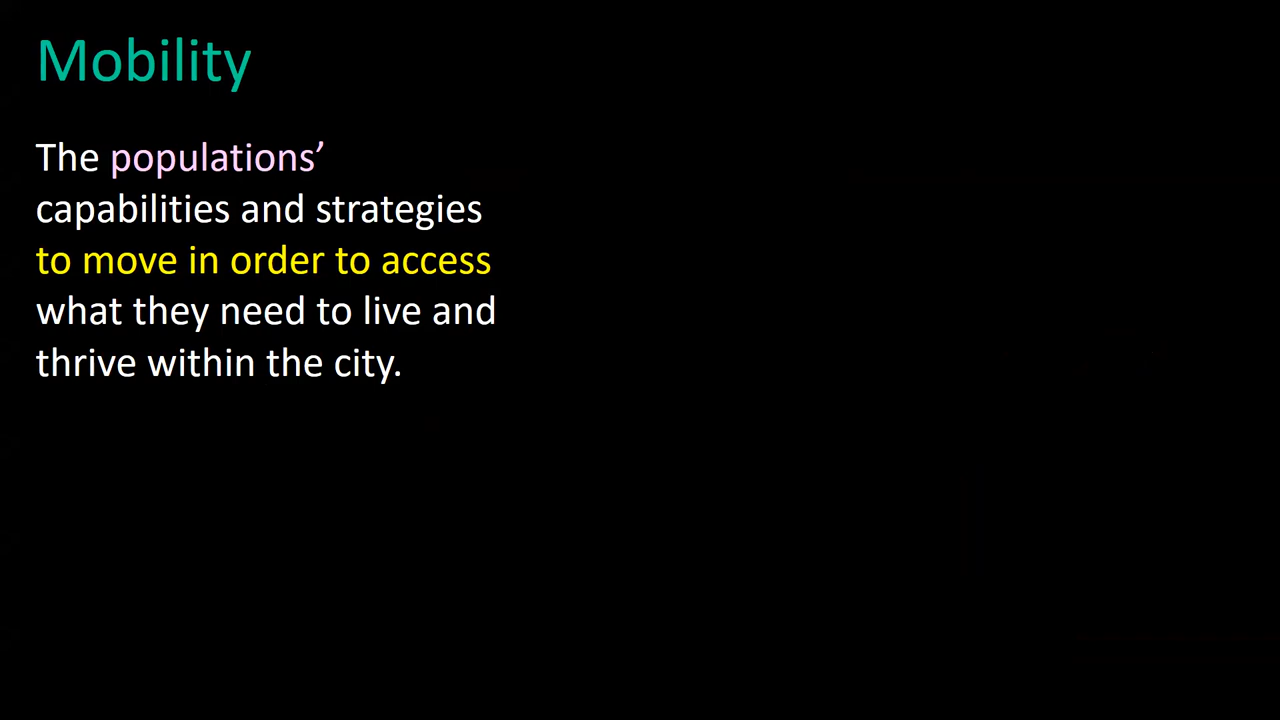 Mobility
The populations’
capabilities and strategies
to move in order to access
what they need to live and
thrive within the city.